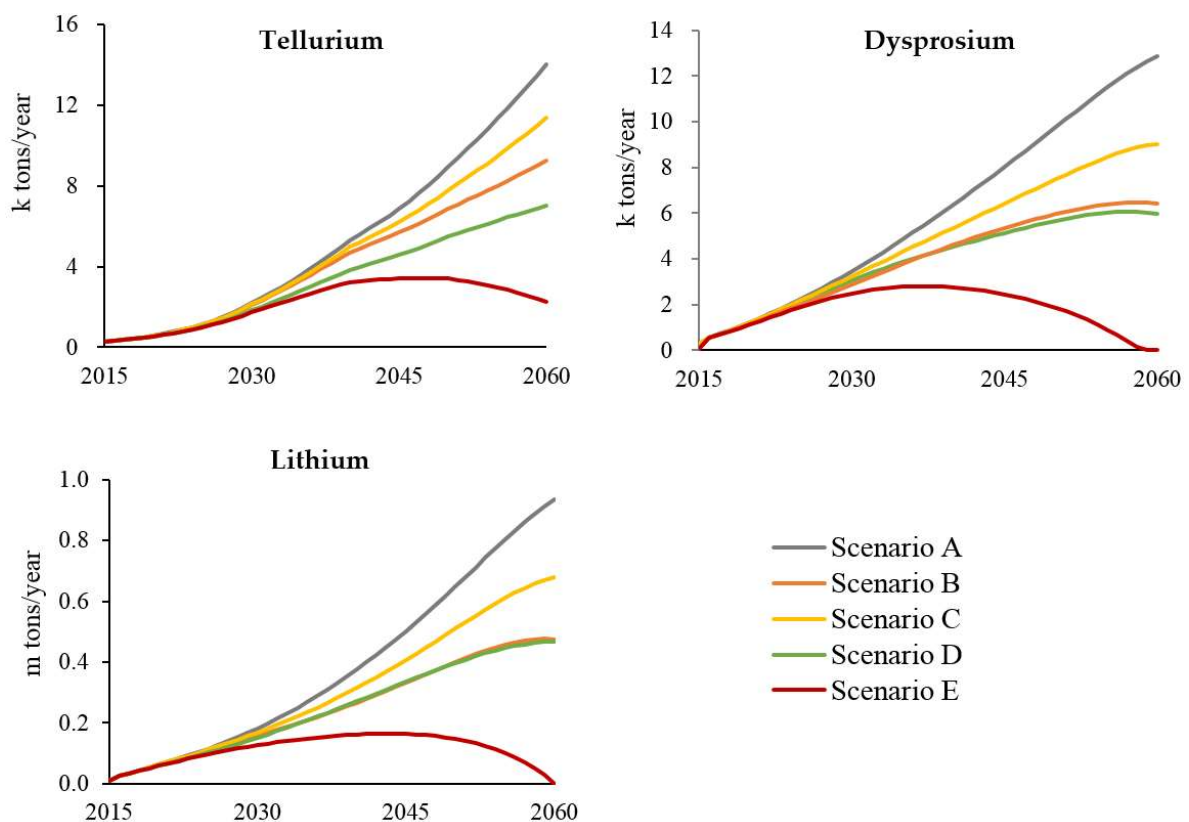 Tellurium
k tons/year
16
12
8
4
0
2015 2030 2045 2060
Dysprosium
k tons/year
14
12
10
8
6
4
2
0
2015 2030 2045 2060
Lithium
m tons/year
1.0
0.8
0.6
0.4
0.2
0.0
2015 2030 2045 2060
Scenario A
Scenario B
Scenario C
Scenario D
Scenario E